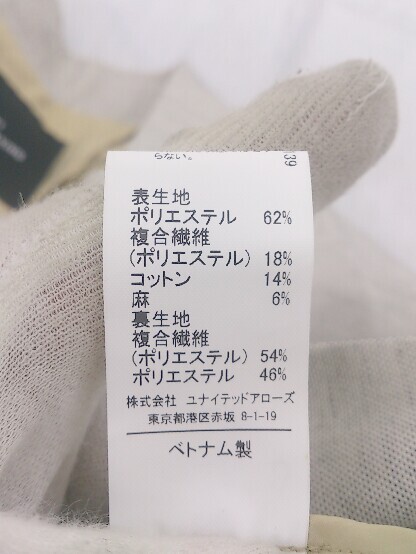 らない。
39
表生地
ポリエステル 62%
複合繊維
(ポリエステル) 18%
コットン 14%
麻 6%
裏生地
複合繊維
(ポリエステル) 54%
ポリエステル 46%
株式会社 ユナイテッドアローズ
東京都港区赤坂 8-1-19
ベトナム製